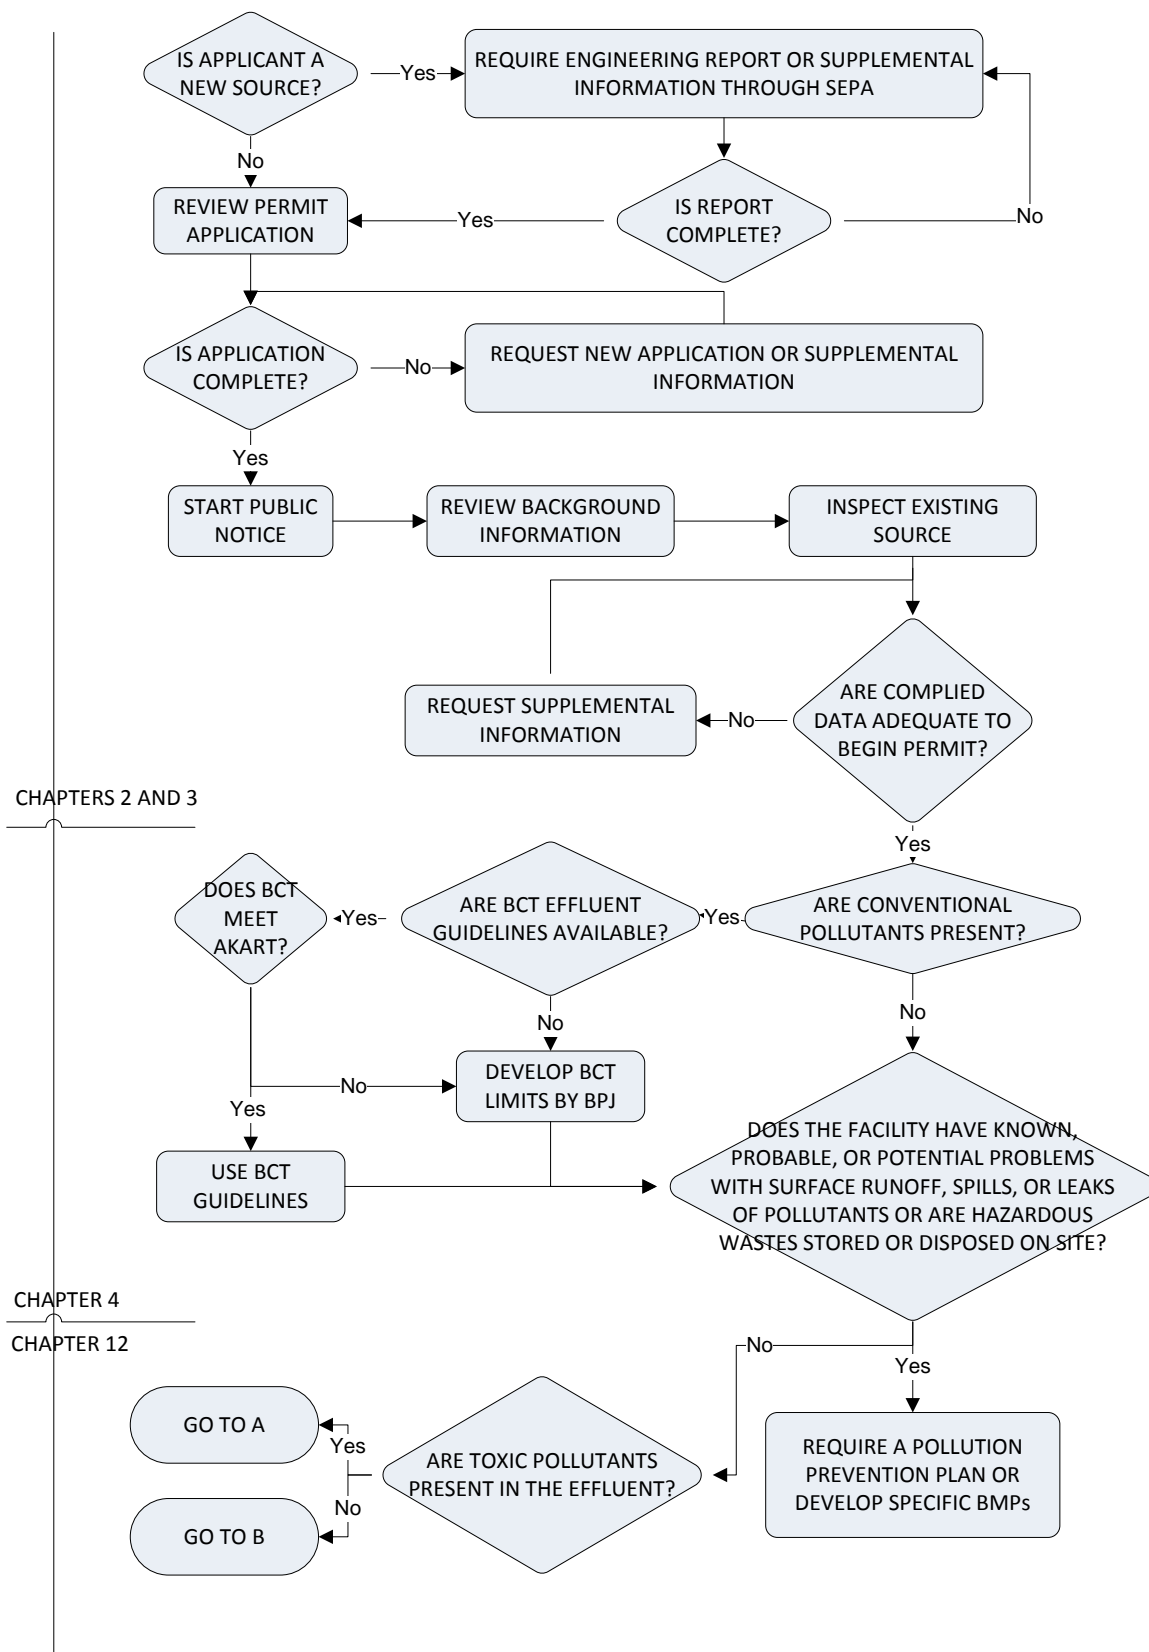 IS APPLICANT A
NEW SOURCE?
Yes
REQUIRE ENGINEERING REPORT OR SUPPLEMENTAL
INFORMATION THROUGH SEPA
No
REVIEW PERMIT
APPLICATION
Yes
IS REPORT
COMPLETE?
No
IS APPLICATION
COMPLETE?
No
REQUEST NEW APPLICATION OR SUPPLEMENTAL
INFORMATION
Yes
START PUBLIC
NOTICE
REVIEW BACKGROUND
INFORMATION
INSPECT EXISTING
SOURCE
REQUEST SUPPLEMENTAL
INFORMATION
No
ARE COMPLIED
DATA ADEQUATE TO
BEGIN PERMIT?
CHAPTERS 2 AND 3
Yes
DOES BCT
MEET
AKART?
Yes
ARE BCT EFFLUENT
GUIDELINES AVAILABLE?
Yes
ARE CONVENTIONAL
POLLUTANTS PRESENT?
No
No
No
DEVELOP BCT
LIMITS BY BPJ
Yes
USE BCT
GUIDELINES
DOES THE FACILITY HAVE KNOWN,
PROBABLE, OR POTENTIAL PROBLEMS
WITH SURFACE RUNOFF, SPILLS, OR LEAKS
OF POLLUTANTS OR ARE HAZARDOUS
WASTES STORED OR DISPOSED ON SITE?
CHAPTER 4
CHAPTER 12
No
Yes
GO TO A
Yes
No
GO TO B
ARE TOXIC POLLUTANTS
PRESENT IN THE EFFLUENT?
REQUIRE A POLLUTION
PREVENTION PLAN OR
DEVELOP SPECIFIC BMPs